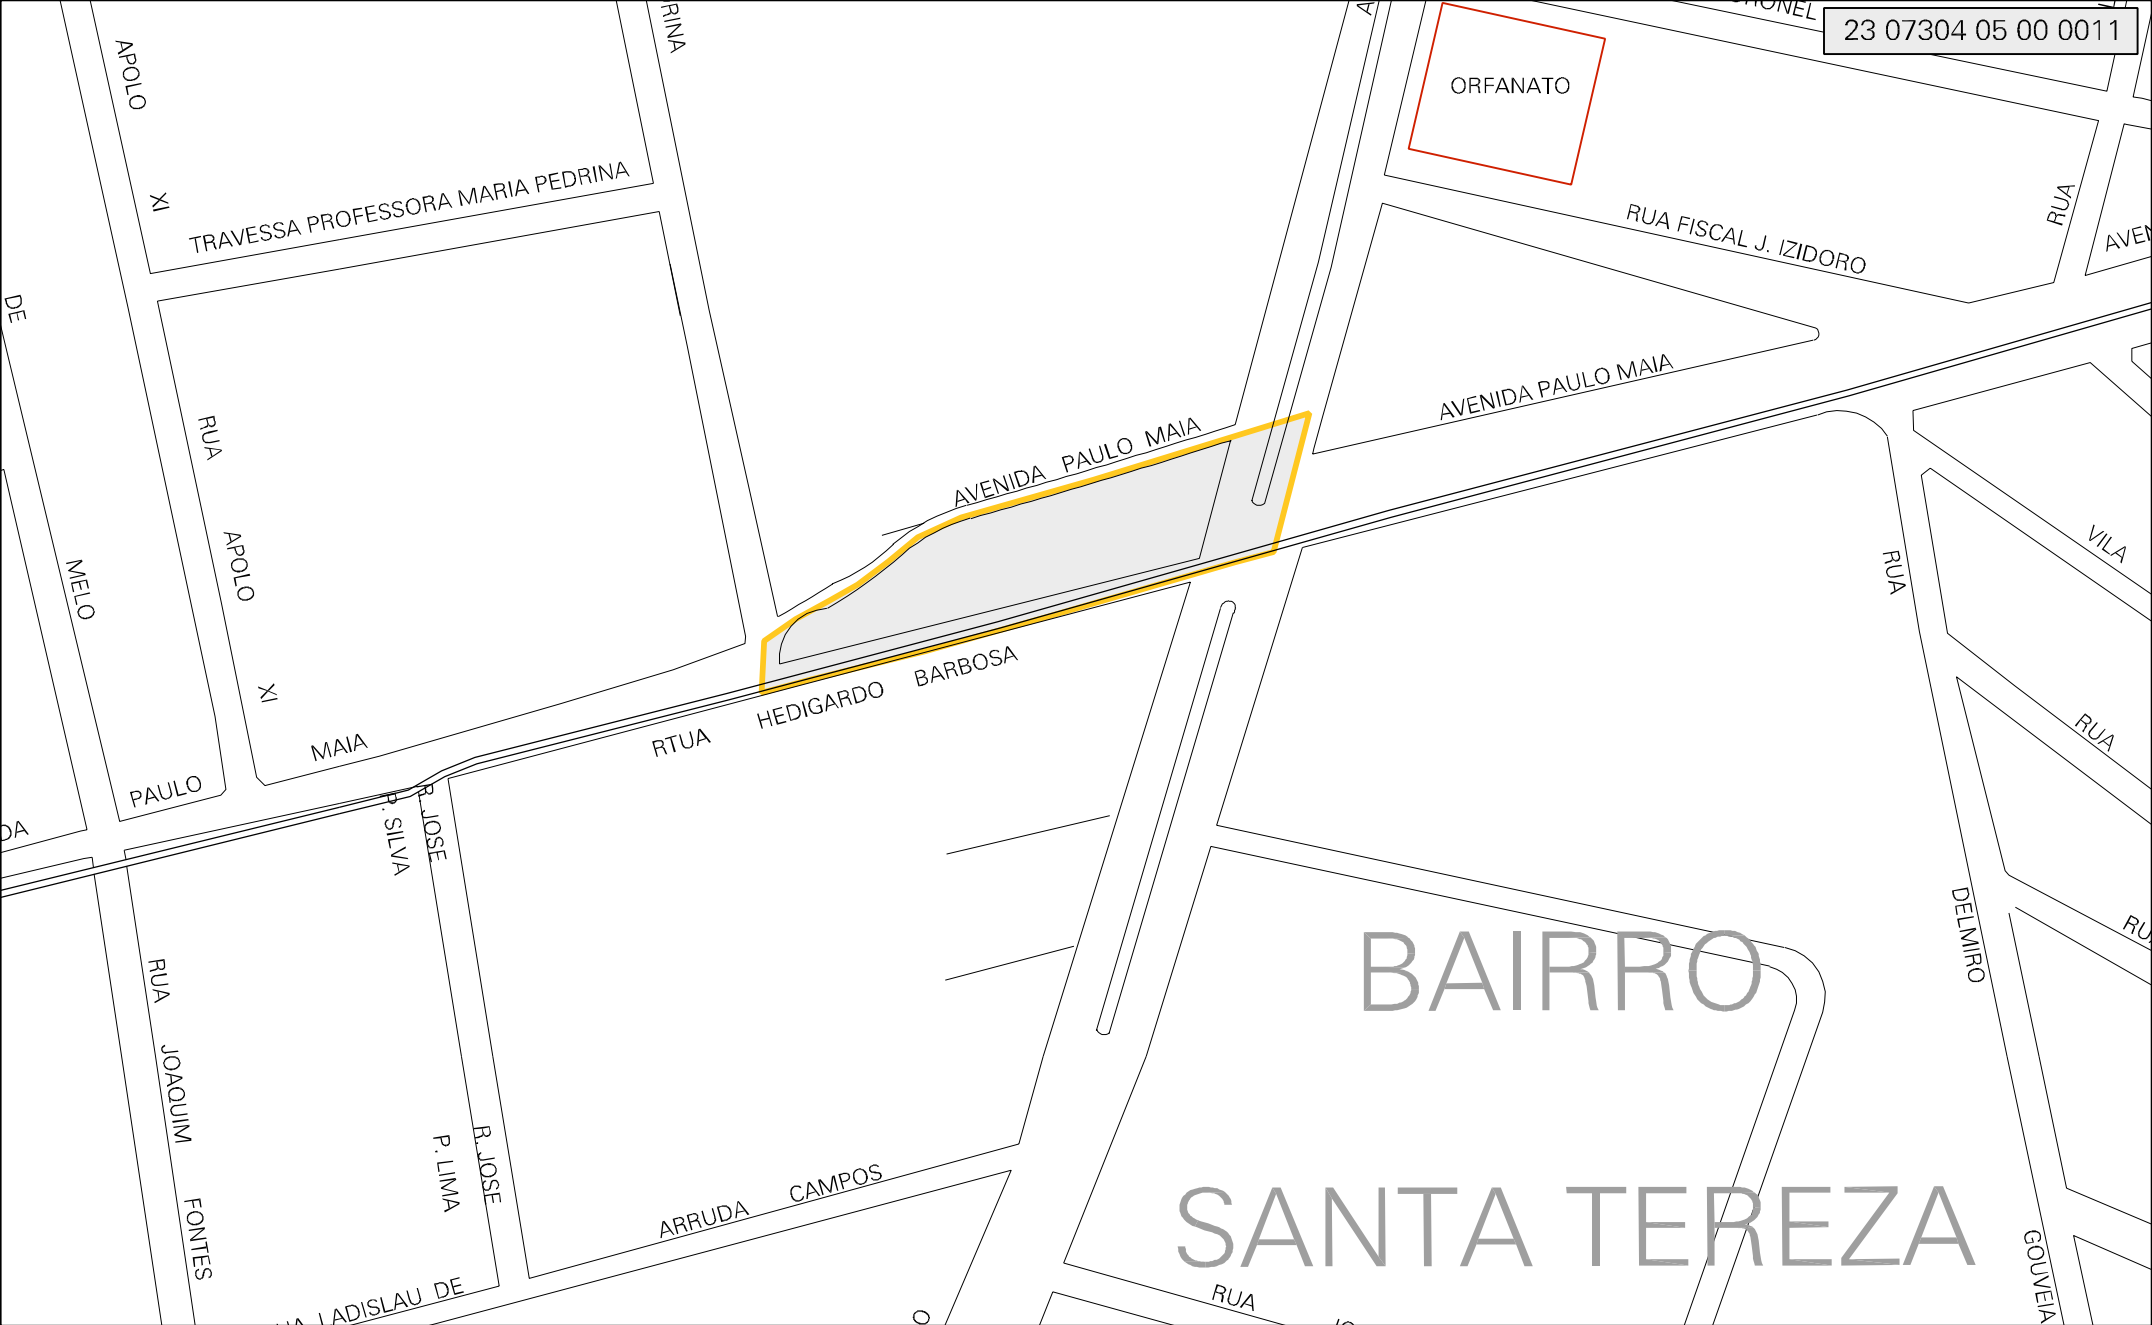 23 07304 05 00 0011
ORFANATO
APOLO
XI
TRAVESSA PROFESSORA MARIA PEDRINA
RUA FISCAL J. IZIDORO
RUA
DE
AVENIDA PAULO MAIA
RUA
AVENIDA PAULO MAIA
APOLO
MELO
RUA
VILA
XI
HEDIGARDO BARBOSA
RTUA
MAIA
PAULO
RUA
R. JOSE
P. SILVA
DELMIRO
BAIRRO
RUA
JOAQUIM
R. JOSE
P. LIMA
ARRUDA CAMPOS
SANTA TEREZA
FONTES
GOUVEIA
LADISLAU DE
RUA